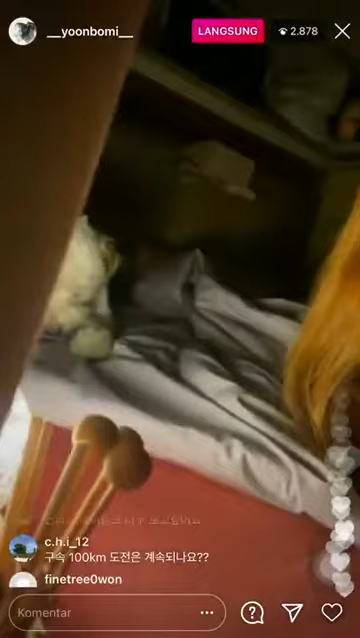 __yoonbomi__
LANGSUNG
2.878
c.h.i_12
구속 100km 도전은 계속되나요??
finetree0won
Komentar